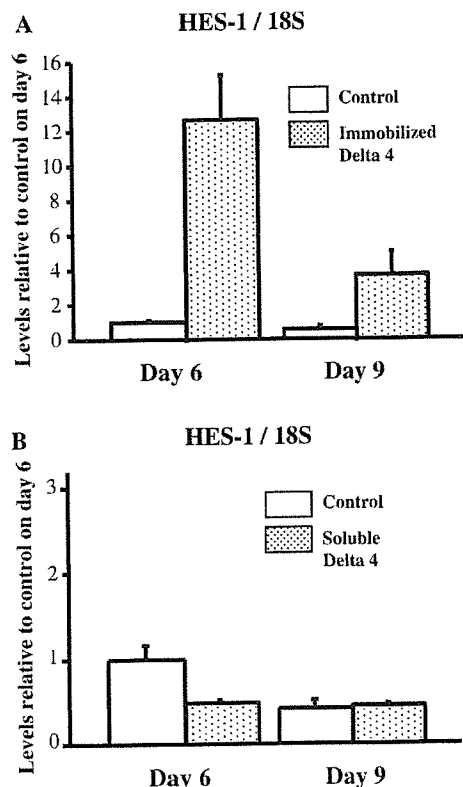 A
HES-1 / 18S
Levels relative to control on day 6
16
14
12
10
8
6
4
2
0
Control
Immobilized
Delta 4
Day 6
Day 9
B
HES-1 / 18S
Levels relative to control on day 6
3
2
1
0
Control
Soluble
Delta 4
Day 6
Day 9